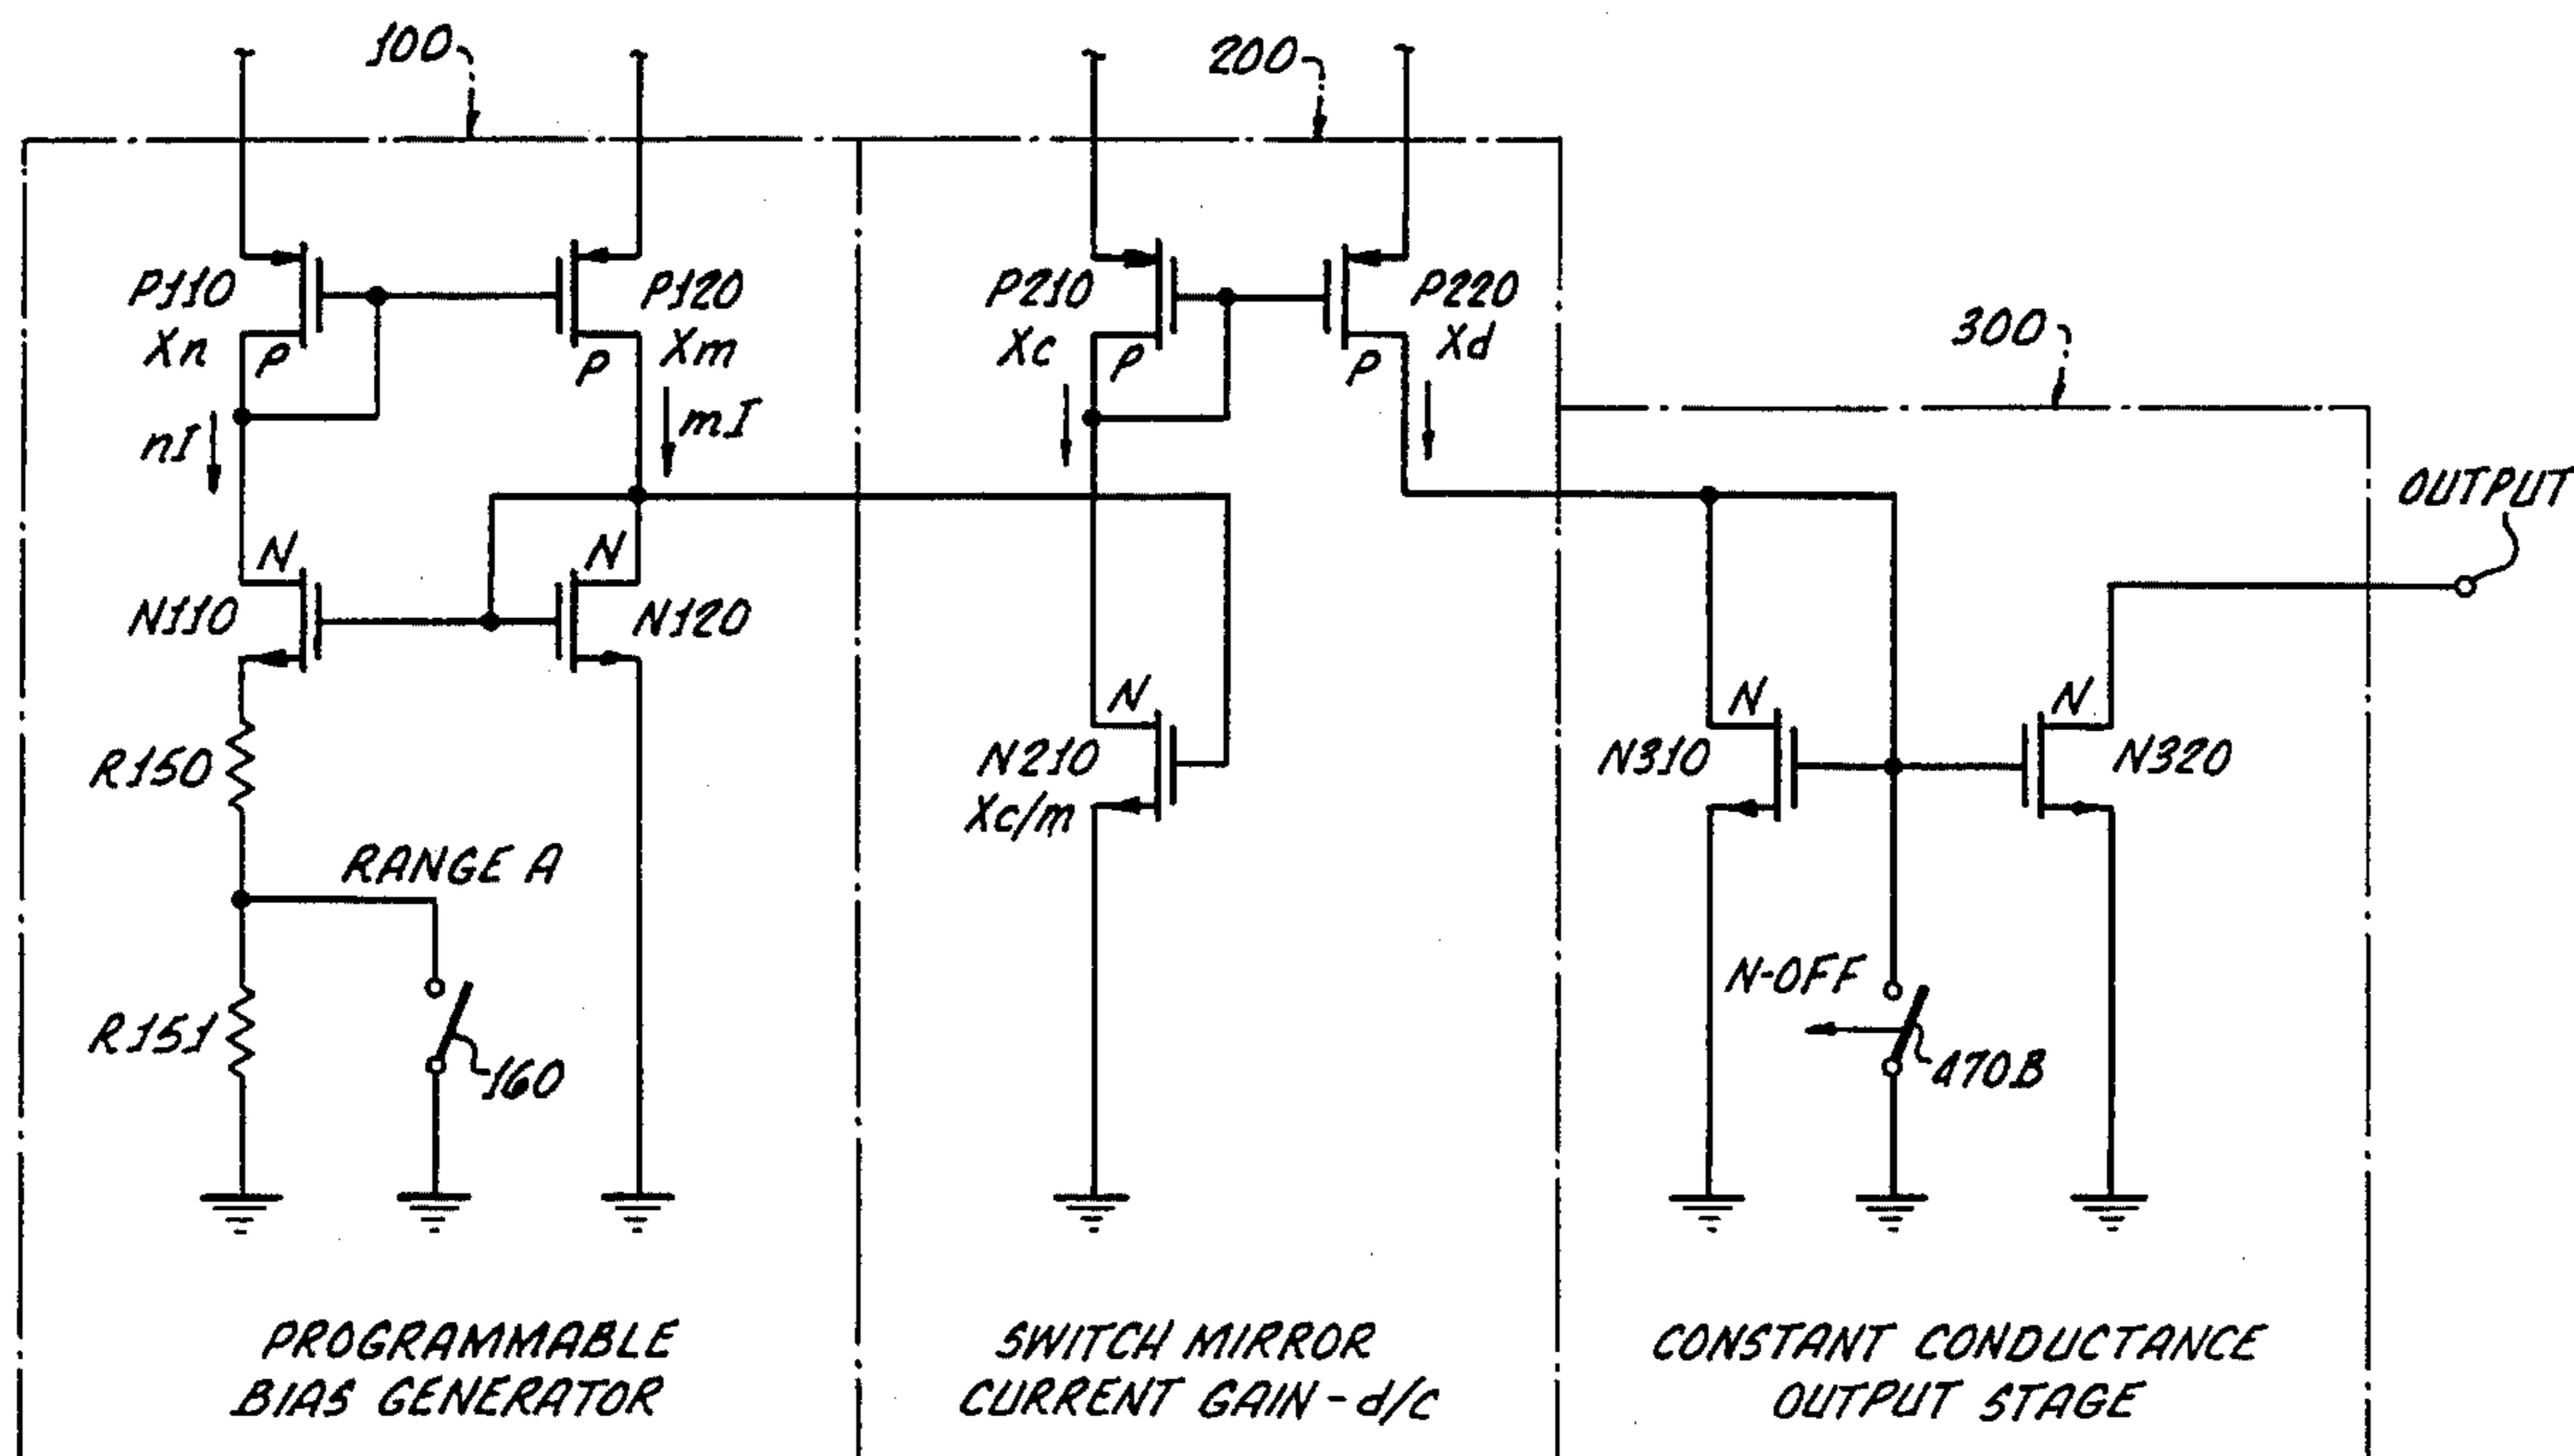 100
200
P110
Xn
P
P120
Xm
P
P210
Xc
P
P220
Xd
P
300
nI
mI
OUTPUT
N
N
N110
N120
N
N210
Xc/m
N
N310
N
N320
R150
RANGE A
R151
160
N-OFF
470B
PROGRAMMABLE
BIAS GENERATOR
SWITCH MIRROR
CURRENT GAIN - d/c
CONSTANT CONDUCTANCE
OUTPUT STAGE